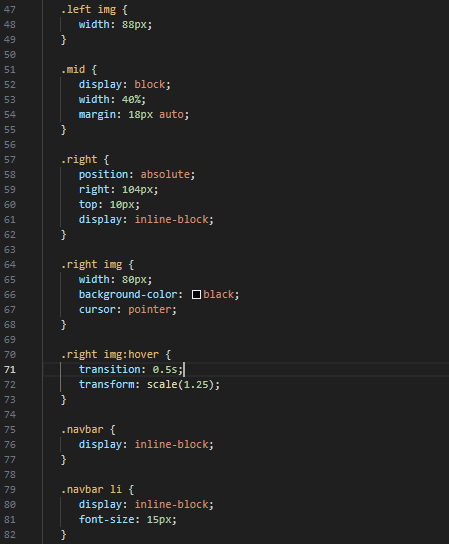 47 .left img {
48 width: 88px;
49 }
50
51 .mid {
52 display: block;
53 width: 40%;
54 margin: 18px auto;
55 }
56
57 .right {
58 position: absolute;
59 right: 104px;
60 top: 10px;
61 display: inline-block;
62 }
63
64 .right img {
65 width: 80px;
66 background-color: black;
67 cursor: pointer;
68 }
69
70 .right img:hover {
71 transition: 0.5s;
72 transform: scale(1.25);
73 }
74
75 .navbar {
76 display: inline-block;
77 }
78
79 .navbar li {
80 display: inline-block;
81 font-size: 15px;
82 }